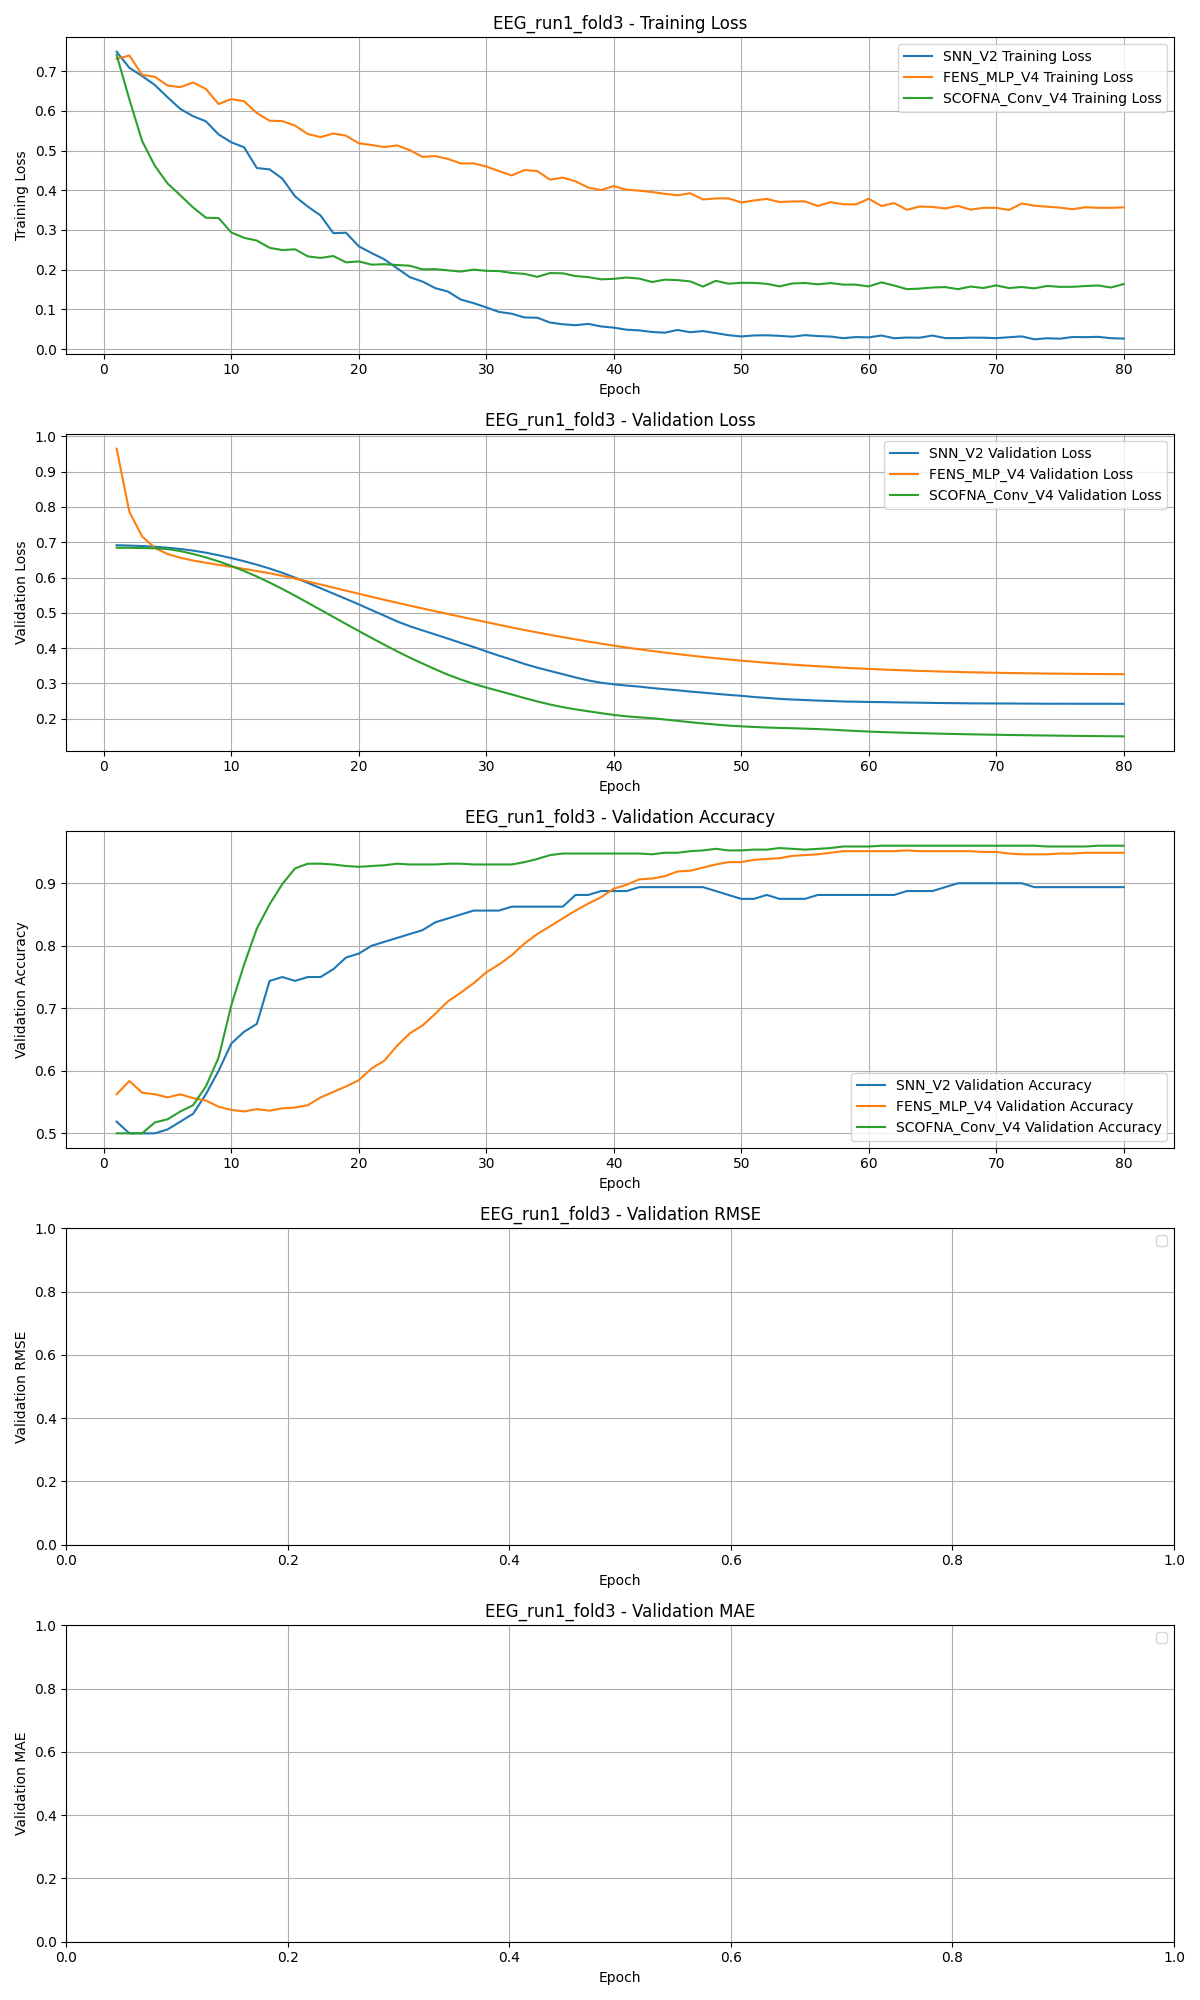 EEG_run1_fold3 - Training Loss
SNN_V2 Training Loss
FENS_MLP_V4 Training Loss
SCOFNA_Conv_V4 Training Loss
Training Loss
0.7
0.6
0.5
0.4
0.3
0.2
0.1
0.0
0 10 20 30 40 50 60 70 80
Epoch
EEG_run1_fold3 - Validation Loss
SNN_V2 Validation Loss
FENS_MLP_V4 Validation Loss
SCOFNA_Conv_V4 Validation Loss
Validation Loss
1.0
0.9
0.8
0.7
0.6
0.5
0.4
0.3
0.2
0 10 20 30 40 50 60 70 80
Epoch
EEG_run1_fold3 - Validation Accuracy
Validation Accuracy
0.9
0.8
0.7
0.6
0.5
SNN_V2 Validation Accuracy
FENS_MLP_V4 Validation Accuracy
SCOFNA_Conv_V4 Validation Accuracy
0 10 20 30 40 50 60 70 80
Epoch
EEG_run1_fold3 - Validation RMSE
Validation RMSE
1.0
0.8
0.6
0.4
0.2
0.0
0.0 0.2 0.4 0.6 0.8 1.0
Epoch
EEG_run1_fold3 - Validation MAE
Validation MAE
1.0
0.8
0.6
0.4
0.2
0.0
0.0 0.2 0.4 0.6 0.8 1.0
Epoch